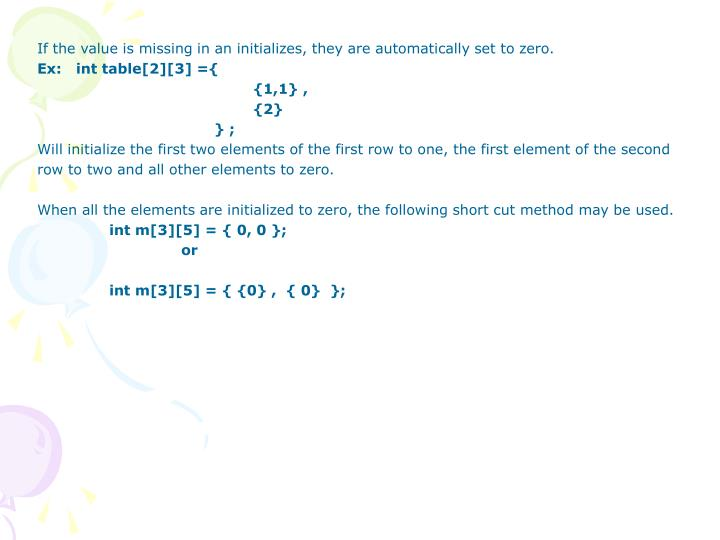 If the value is missing in an initializes, they are automatically set to zero.
Ex:   int table[2][3] ={
{1,1} ,
{2}
} ;
Will initialize the first two elements of the first row to one, the first element of the second
row to two and all other elements to zero.
When all the elements are initialized to zero, the following short cut method may be used.
int m[3][5] = { 0, 0 };
or
int m[3][5] = { {0} ,  { 0}  };